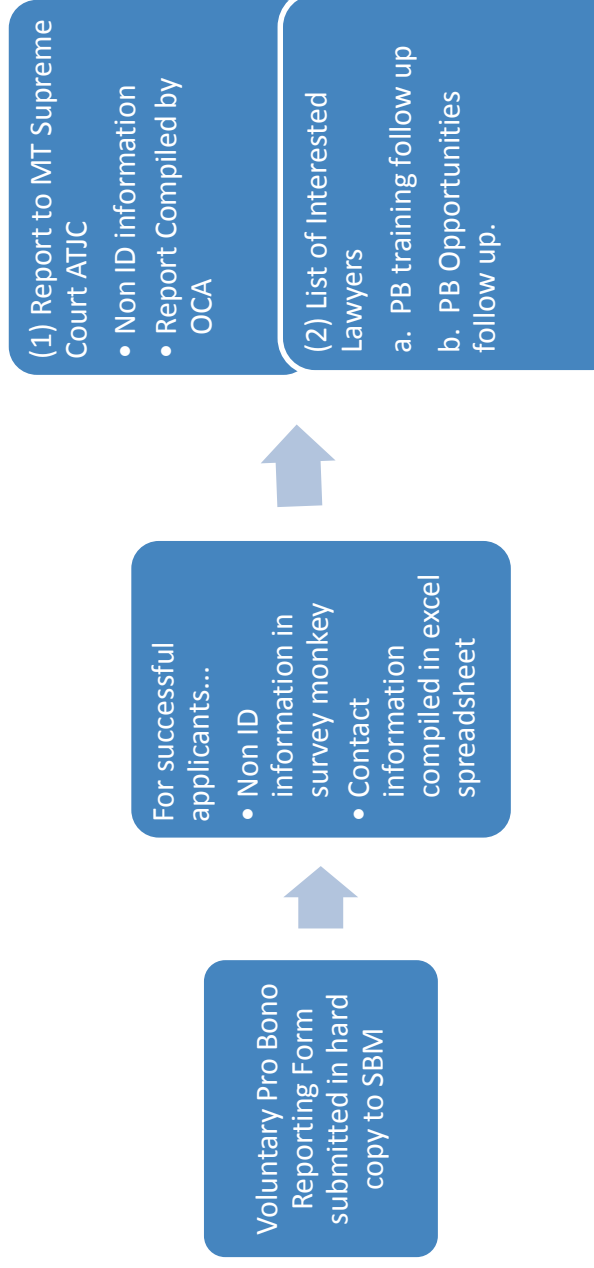 Voluntary Pro Bono
Reporting Form
submitted in hard
copy to SBM
For successful
applicants...
• Non ID
information in
survey monkey
• Contact
information
compiled in excel
spreadsheet
(1) Report to MT Supreme
Court ATJC
• Non ID information
• Report Compiled by
OCA
(2) List of Interested
Lawyers
a. PB training follow up
b. PB Opportunities
follow up.